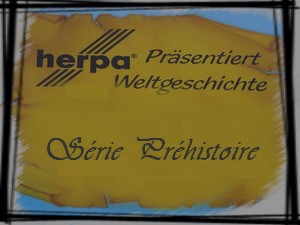 herpa® Präsentiert
Weltgeschichte
Série Préhistoire